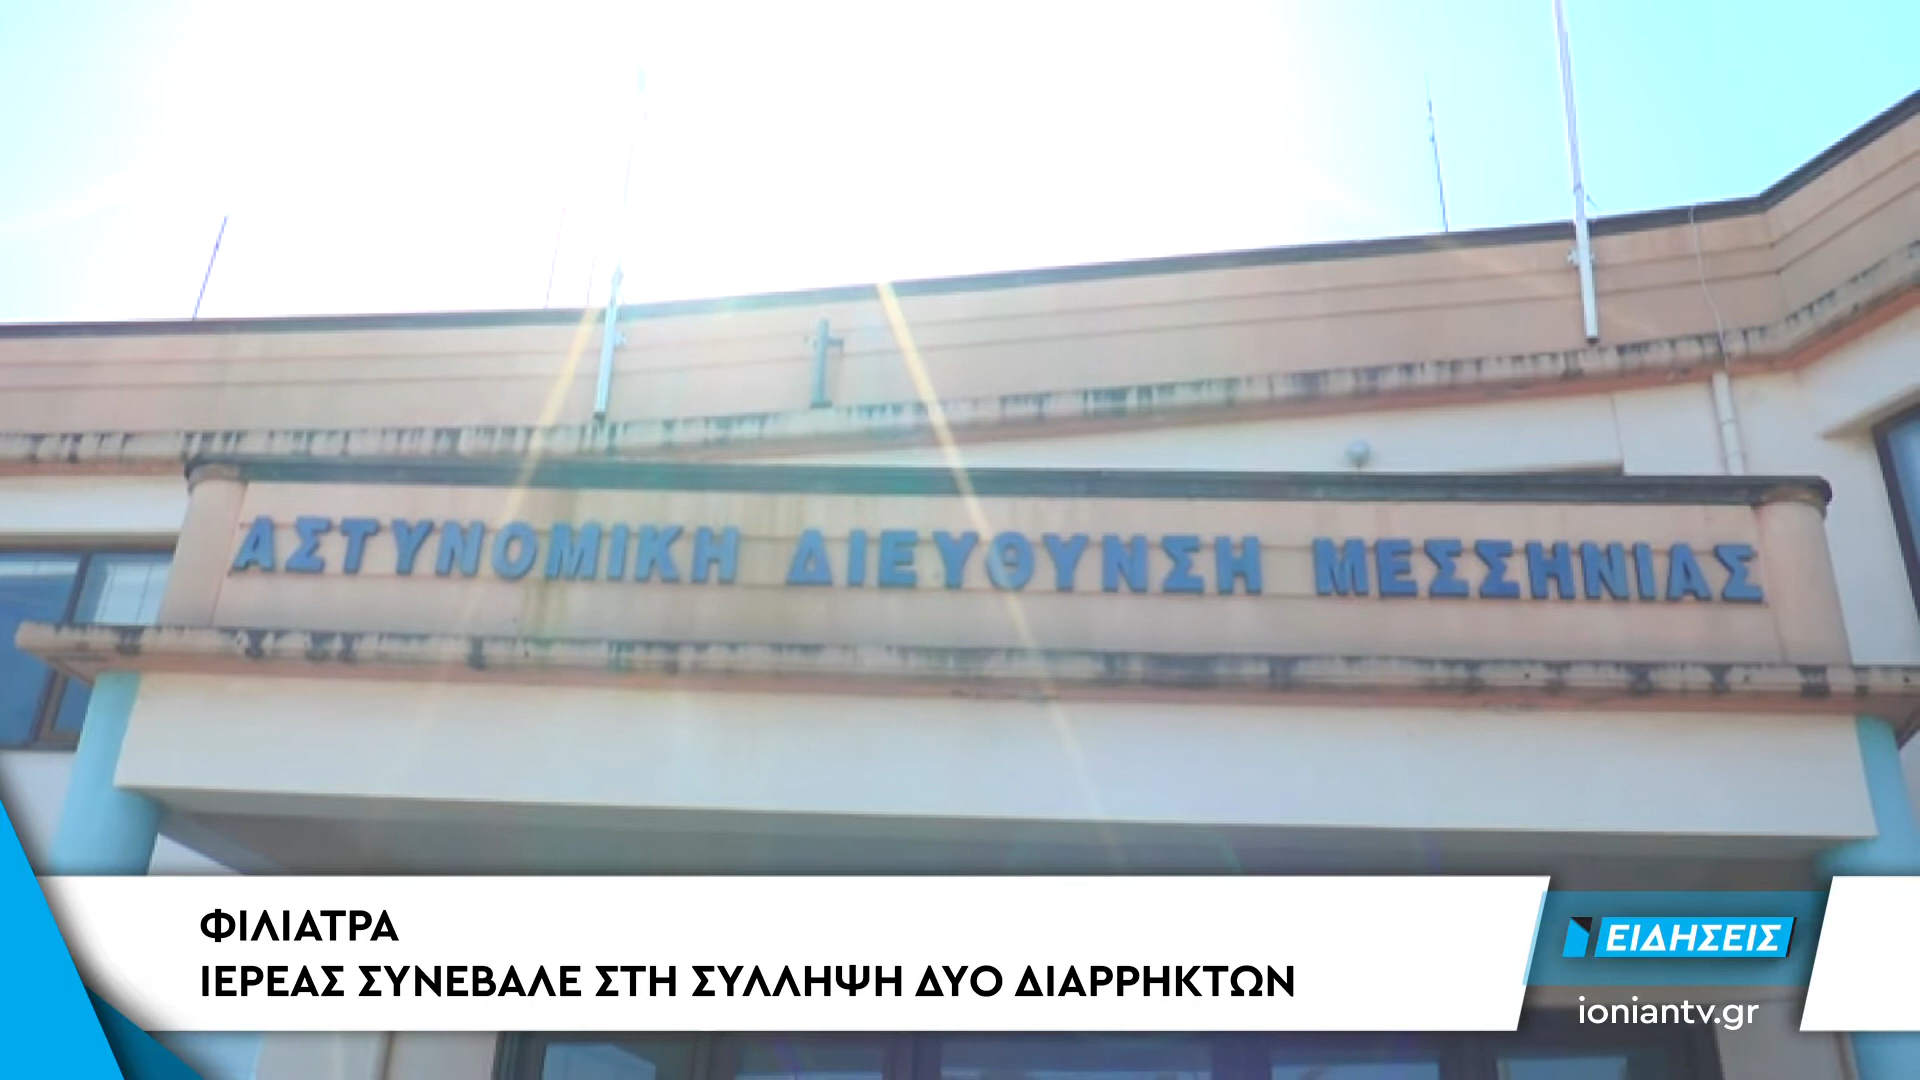 ΑΣΤΥΝΟΜΙΚΗ ΔΙΕΥΘΥΝΣΗ ΜΕΣΣΗΝΙΑΣ
ΦΙΛΙΑΤΡΑ
ΙΕΡΕΑΣ ΣΥΝΕΒΑΛΕ ΣΤΗ ΣΥΛΛΗΨΗ ΔΥΟ ΔΙΑΡΡΗΚΤΩΝ
ΕΙΔΗΣΕΙΣ
ioniantv.gr